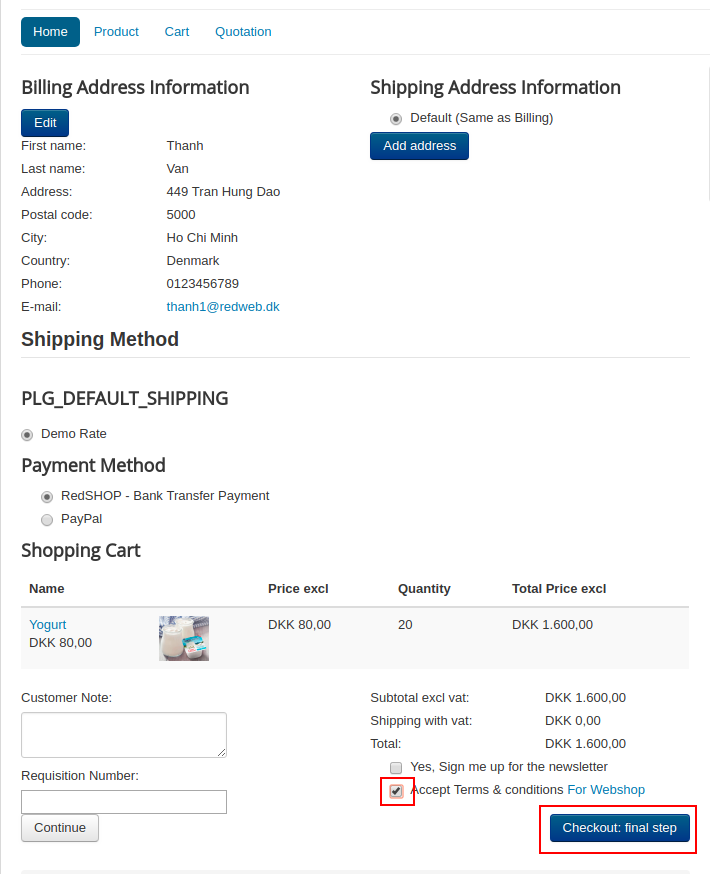 Home Product Cart Quotation
Billing Address Information
Edit
First name: Thanh
Last name: Van
Address: 449 Tran Hung Dao
Postal code: 5000
City: Ho Chi Minh
Country: Denmark
Phone: 0123456789
E-mail: thanh1@redweb.dk
Shipping Address Information
Default (Same as Billing)
Add address
Shipping Method
PLG_DEFAULT_SHIPPING
Demo Rate
Payment Method
RedSHOP - Bank Transfer Payment
PayPal
Shopping Cart
Name Price excl Quantity Total Price excl
Yogurt DKK 80,00 20 DKK 1.600,00
DKK 80,00
Customer Note:
Requisition Number:
Continue
Subtotal excl vat: DKK 1.600,00
Shipping with vat: DKK 0,00
Total: DKK 1.600,00
Yes, Sign me up for the newsletter
Accept Terms & conditions For Webshop
Checkout: final step